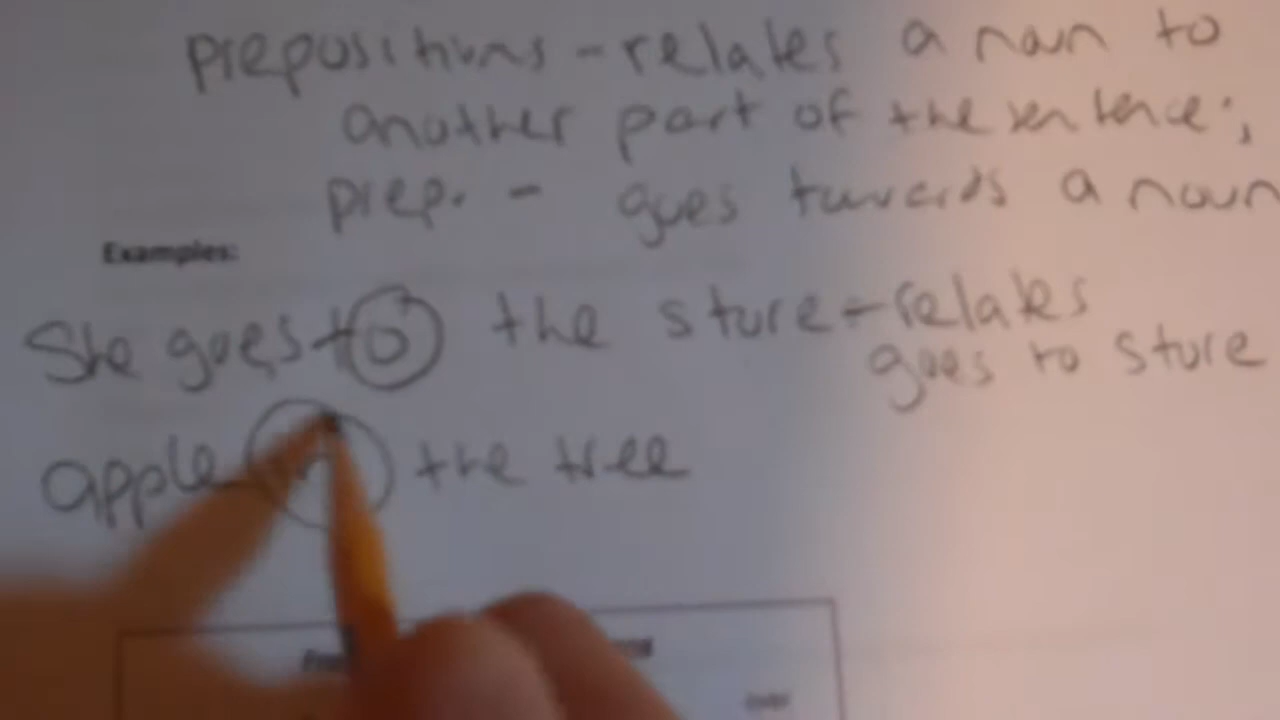 prepositions - relates a noun to
another part of the sentence;
prep. - goes towards a noun
Examples:
She goes to the store - relates
goes to store
apple in the tree